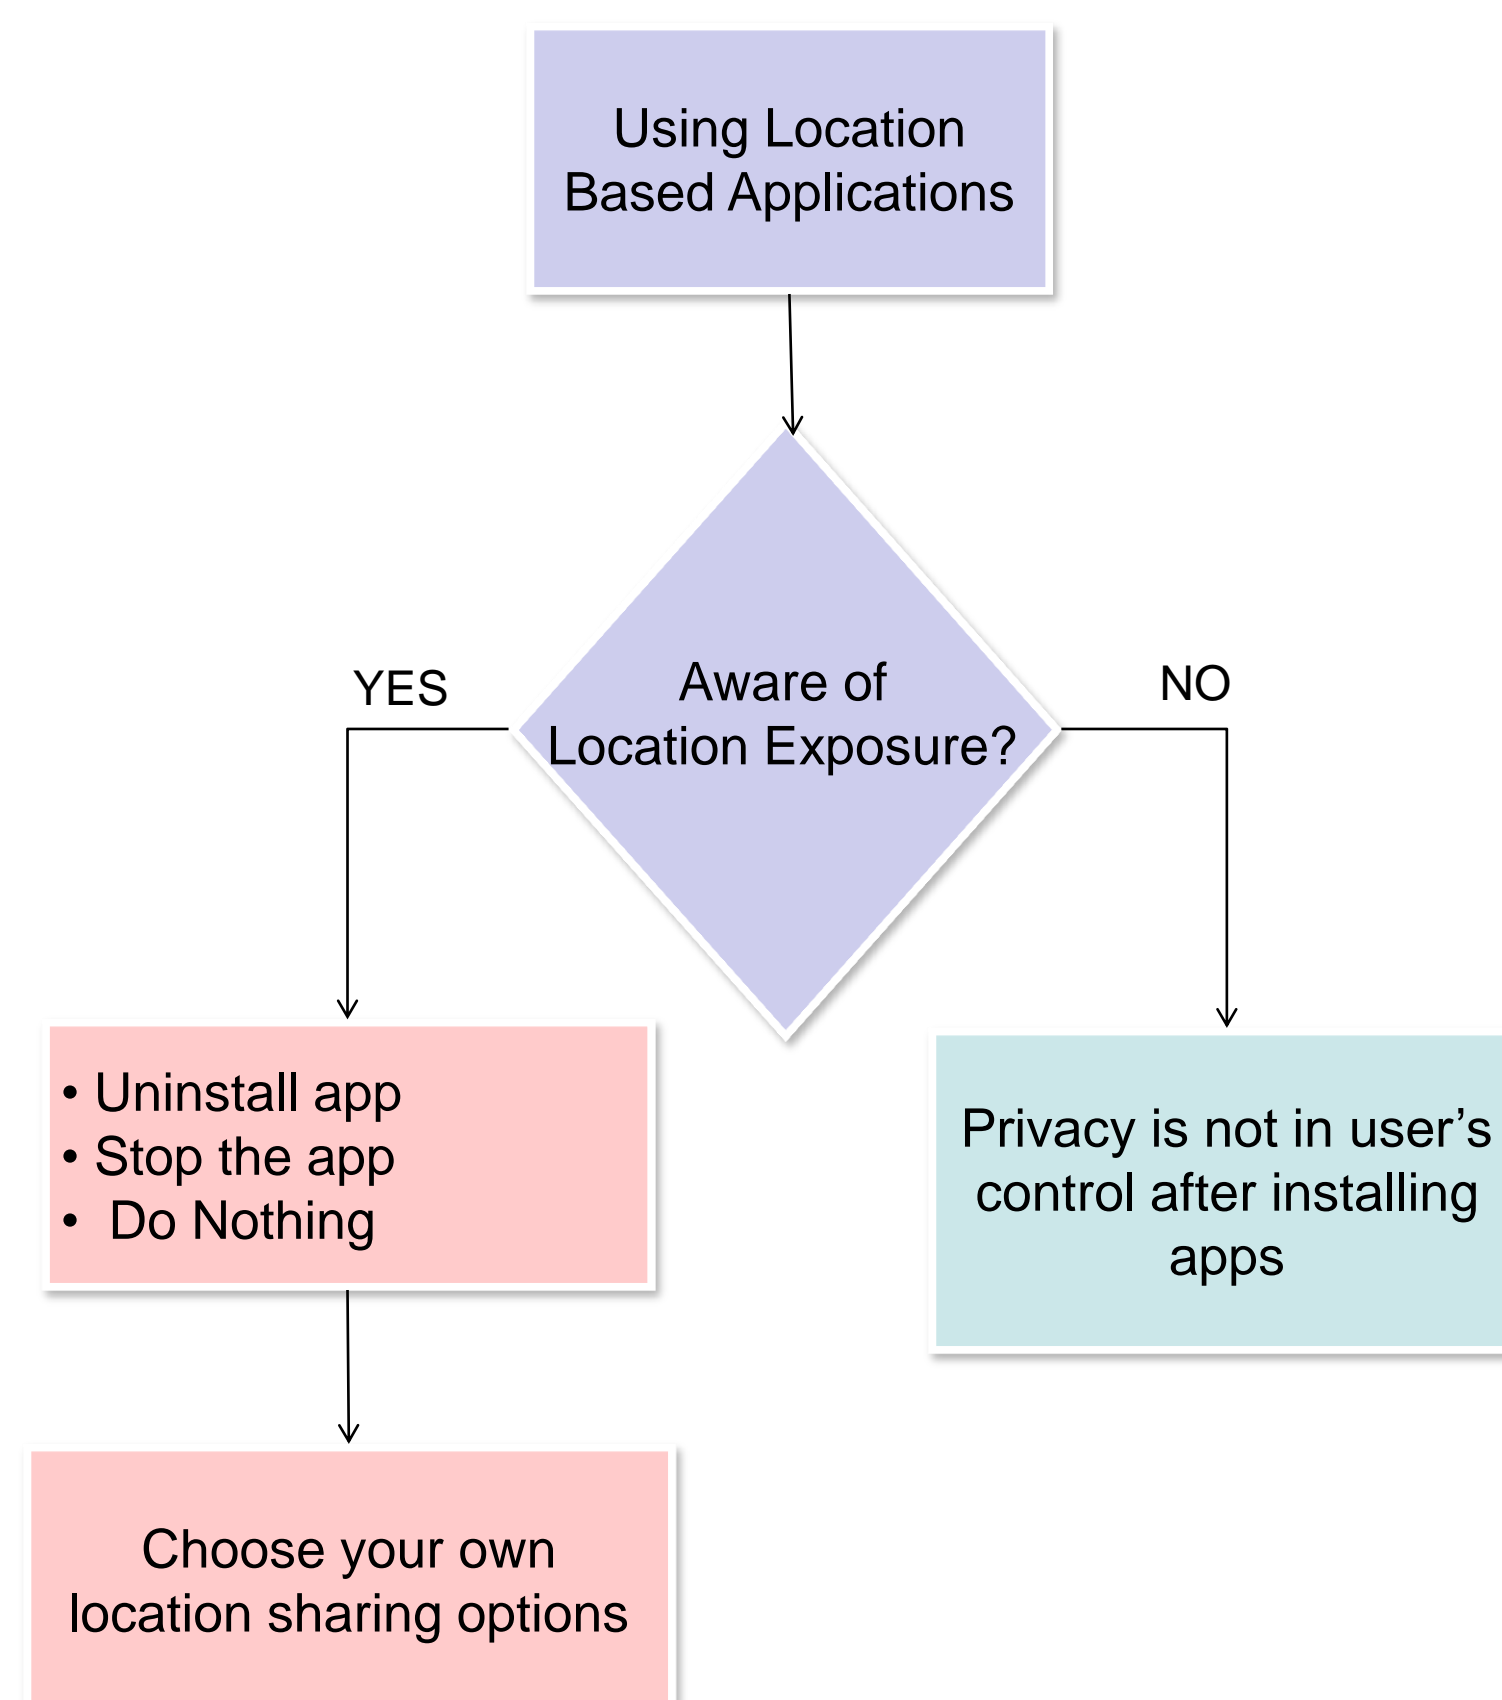 Using Location
Based Applications
Aware of
Location Exposure?
YES
NO
• Uninstall app
• Stop the app
• Do Nothing
Privacy is not in user’s
control after installing
apps
Choose your own
location sharing options